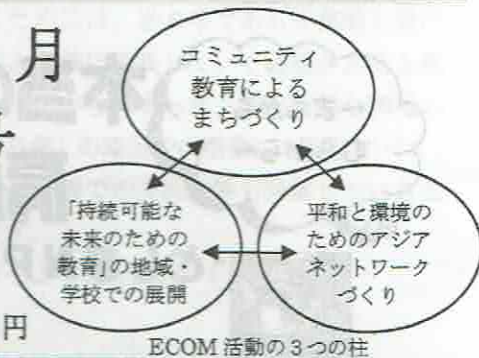 月
コミュニティ
教育による
まちづくり
「持続可能な
未来のための
教育」の地域・
学校での展開
平和と環境の
ためのアジア
ネットワーク
づくり
円
ECOM 活動の3つの柱